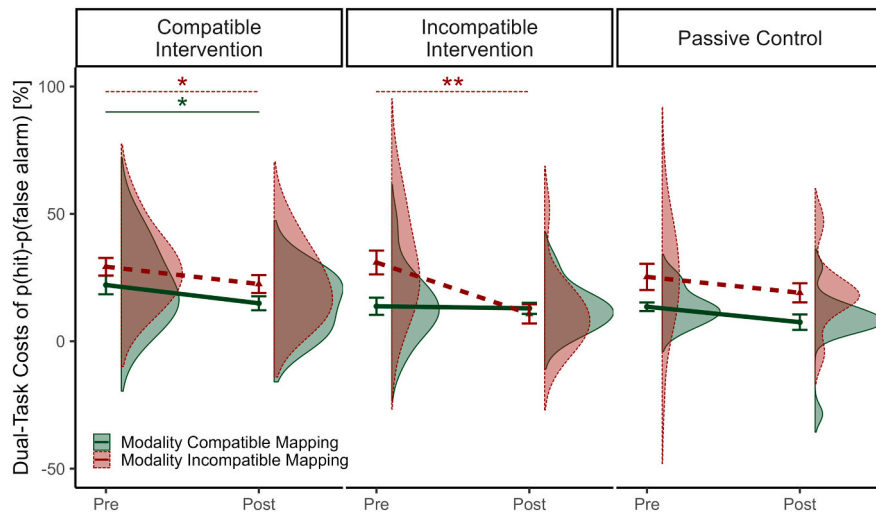 Compatible
Intervention
Incompatible
Intervention
Passive Control
Dual-Task Costs of p(hit)-p(false alarm) [%]
100
50
0
-50
*
*
**
Modality Compatible Mapping
Modality Incompatible Mapping
Pre
Post
Pre
Post
Pre
Post